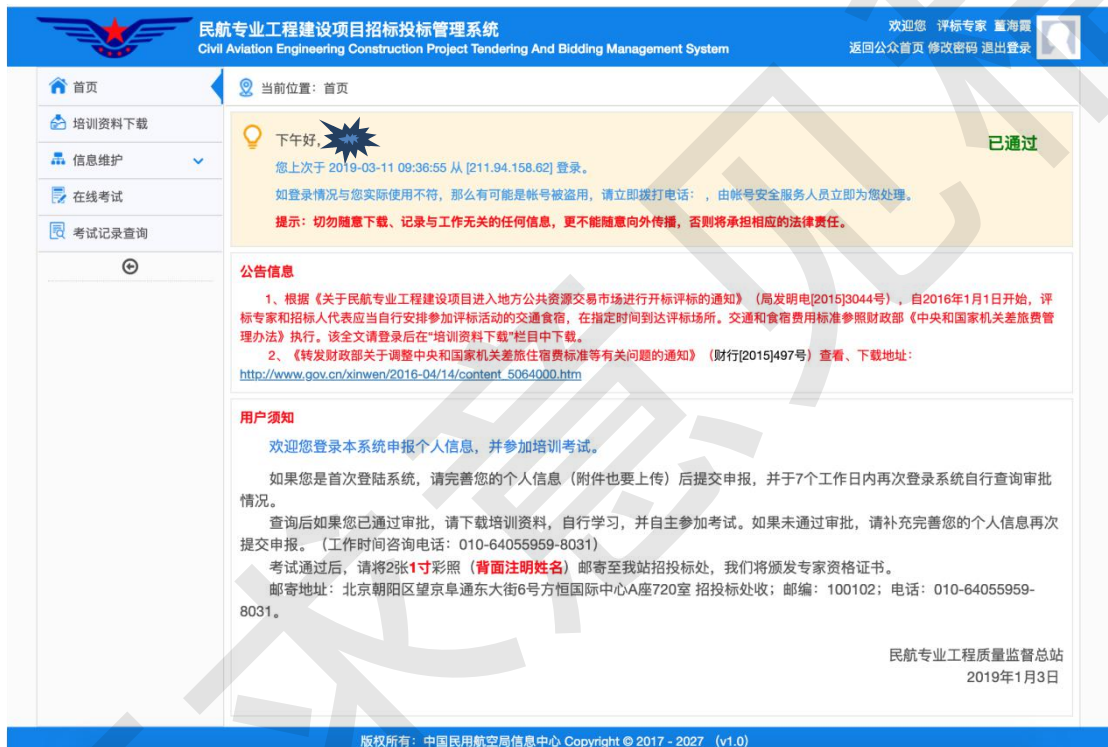 民航专业工程建设项目招标投标管理系统
Civil Aviation Engineering Construction Project Tendering And Bidding Management System
欢迎您 评标专家 董海霞
返回公众首页 修改密码 退出登录
首页
培训资料下载
信息维护
在线考试
考试记录查询
当前位置：首页
下午好,
已通过
您上次于 2019-03-11 09:36:55 从 [211.94.158.62] 登录。
如登录情况与您实际使用不符，那么有可能是帐号被盗用，请立即拨打电话： ，由帐号安全服务人员立即为您处理。
提示：切勿随意下载、记录与工作无关的任何信息，更不能随意向外传播，否则将承担相应的法律责任。
公告信息
1、根据《关于民航专业工程建设项目进入地方公共资源交易市场进行开标评标的通知》（局发明电[2015]3044号），自2016年1月1日开始，评
标专家和招标人代表应当自行安排参加评标活动的交通食宿，在指定时间到达评标场所。交通和食宿费用标准参照财政部《中央和国家机关差旅费管
理办法》执行。该全文请登录后在“培训资料下载”栏目中下载。
2、《转发财政部关于调整中央和国家机关差旅住宿费标准等有关问题的通知》（财行[2015]497号）查看、下载地址：
http://www.gov.cn/xinwen/2016-04/14/content_5064000.htm
用户须知
欢迎您登录本系统申报个人信息，并参加培训考试。
如果您是首次登陆系统，请完善您的个人信息（附件也要上传）后提交申报，并于7个工作日内再次登录系统自行查询审批
情况。
查询后如果您已通过审批，请下载培训资料，自行学习，并自主参加考试。如果未通过审批，请补充完善您的个人信息再次
提交申报。（工作时间咨询电话：010-64055959-8031）
考试通过后，请将2张1寸彩照（背面注明姓名）邮寄至我站招投标处，我们将颁发专家资格证书。
邮寄地址：北京朝阳区望京阜通东大街6号方恒国际中心A座720室 招投标处收；邮编：100102；电话：010-64055959-
8031。
民航专业工程质量监督总站
2019年1月3日
版权所有：中国民用航空局信息中心 Copyright © 2017 - 2027 （v1.0）